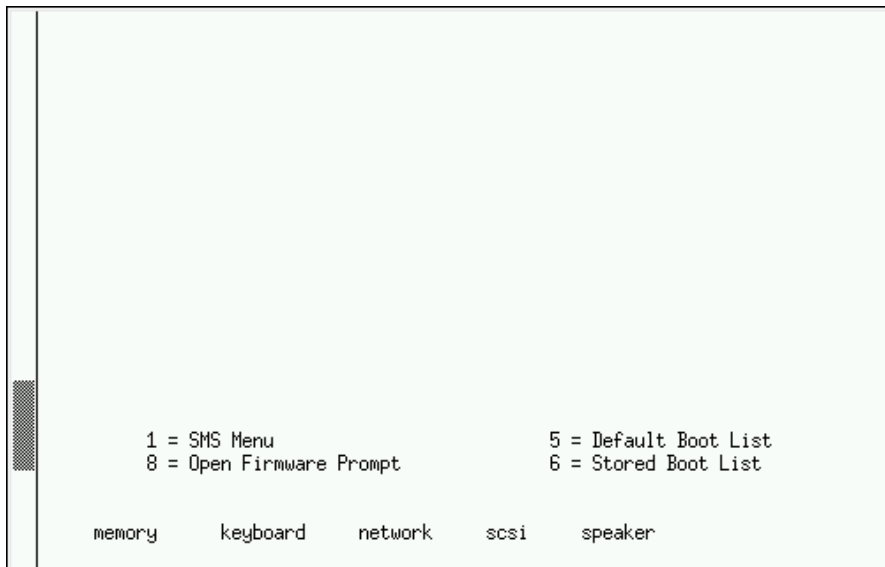 1 = SMS Menu 5 = Default Boot List
8 = Open Firmware Prompt 6 = Stored Boot List
memory keyboard network scsi speaker